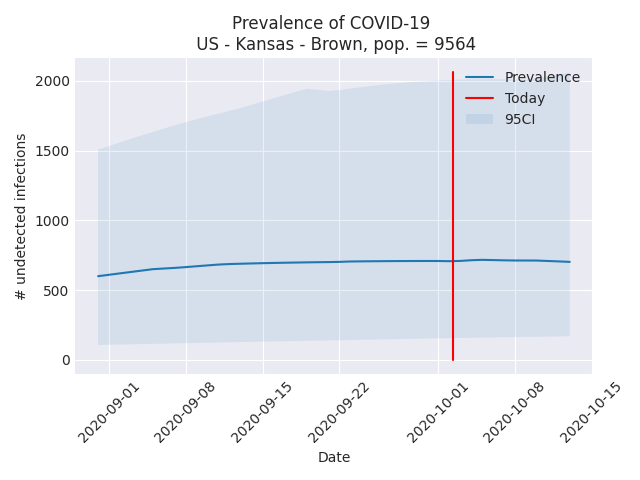 Prevalence of COVID-19
US - Kansas - Brown, pop. = 9564
Prevalence
Today
95CI
# undetected infections
2000
1500
1000
500
0
2020-09-01
2020-09-08
2020-09-15
2020-09-22
2020-10-01
2020-10-08
2020-10-15
Date